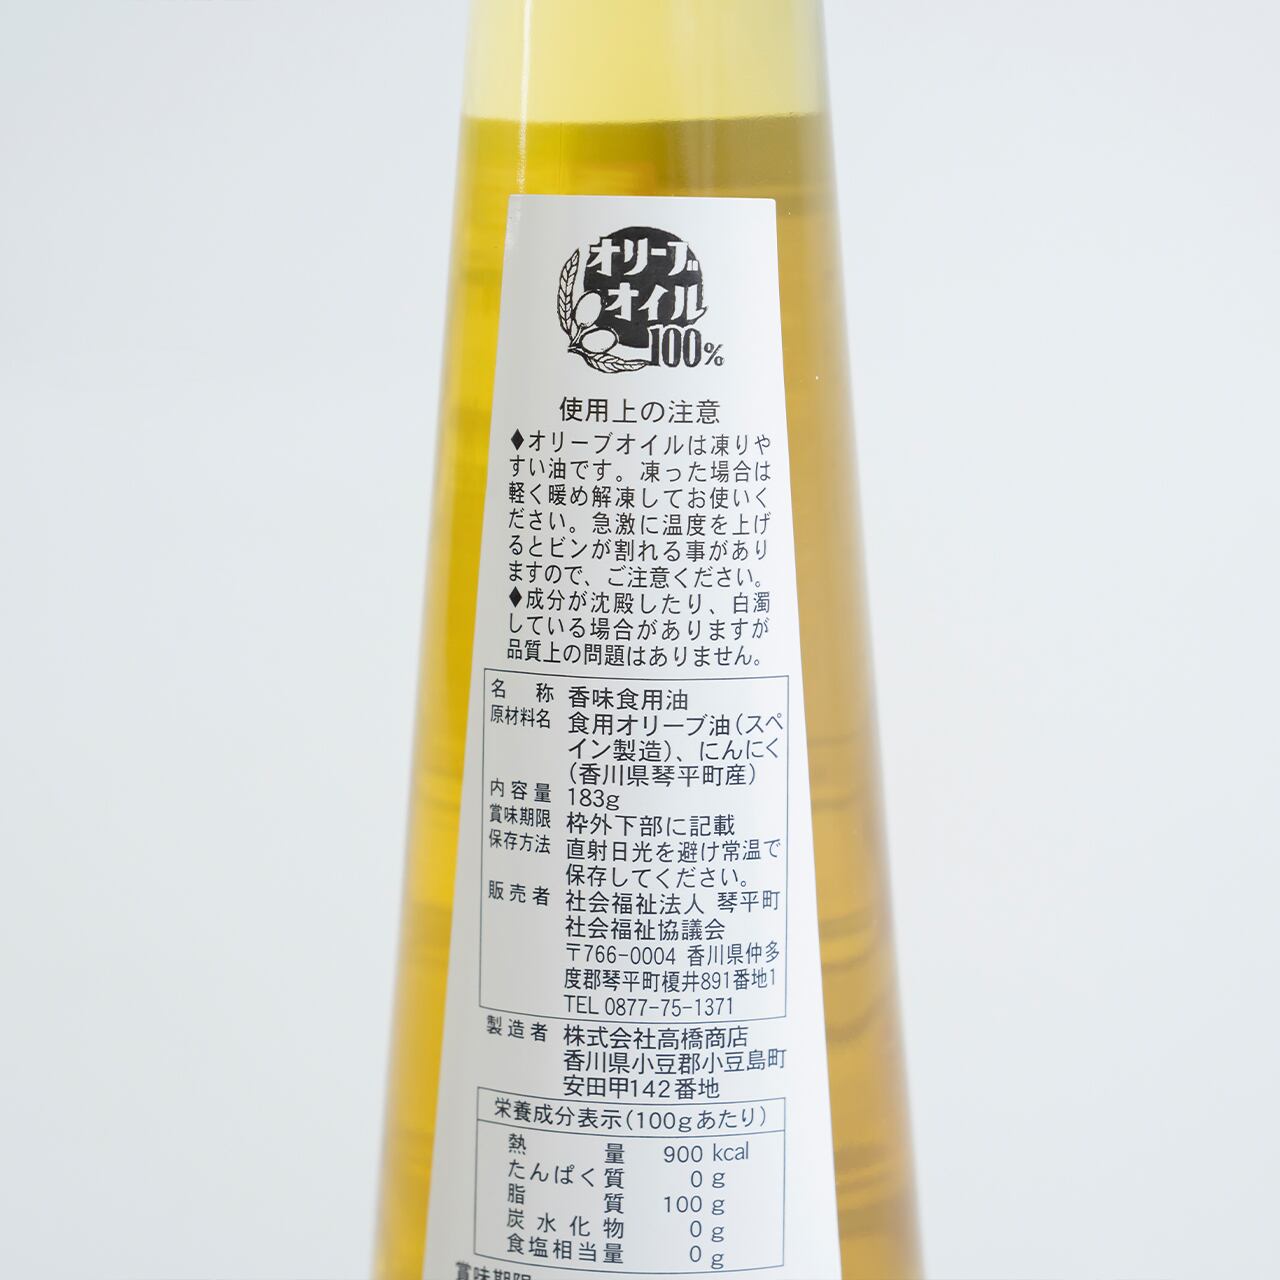 オリーブ
オイル
100%
使用上の注意
◆オリーブオイルは凍りや
すい油です。凍った場合は
軽く暖め解凍してお使いく
ださい。急激に温度を上げ
るとビンが割れる事があり
ますので、ご注意ください。
◆成分が沈殿したり、白濁
している場合がありますが
品質上の問題はありません。
名称 香味食用油
原材料名 食用オリーブ油（スペ
イン製造）、にんにく
（香川県琴平町産）
内容量 183g
賞味期限 枠外下部に記載
保存方法 直射日光を避け常温で
保存してください。
販売者 社会福祉法人 琴平町
社会福祉協議会
〒766-0004 香川県仲多
度郡琴平町榎井891番地1
TEL 0877-75-1371
製造者 株式会社高橋商店
香川県小豆郡小豆島町
安田甲142番地
栄養成分表示（100gあたり）
熱量 900 kcal
たんぱく質 0 g
脂質 100 g
炭水化物 0 g
食塩相当量 0 g
賞味期限